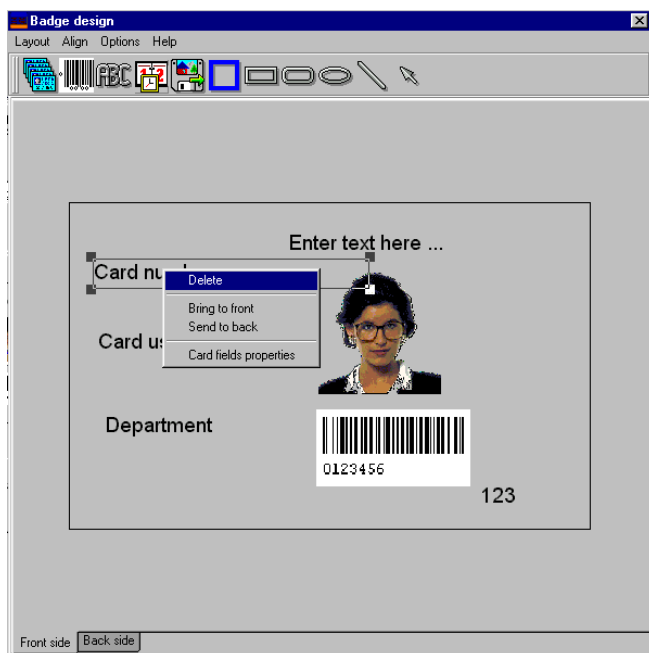 Badge design
Layout Align Options Help
ABC
Enter text here ...
Card nu
Delete
Bring to front
Send to back
Card us
Card fields properties
Department
0123456
123
Front side Back side